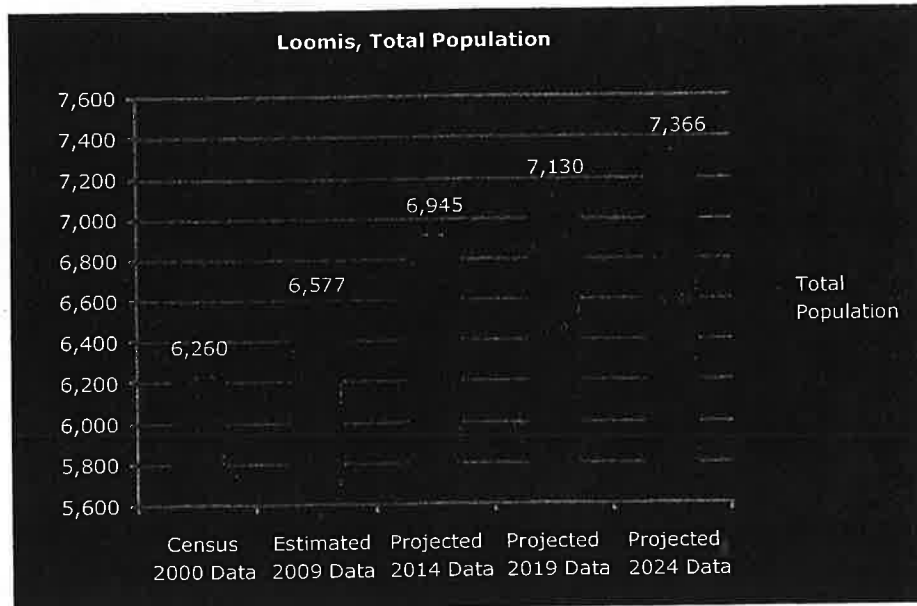 Loomis, Total Population
7,600
7,400
7,200
7,000
6,800
6,600
6,400
6,200
6,000
5,800
5,600
6,260
6,577
6,945
7,130
7,366
Census
2000 Data
Estimated
2009 Data
Projected
2014 Data
Projected
2019 Data
Projected
2024 Data
Total
Population